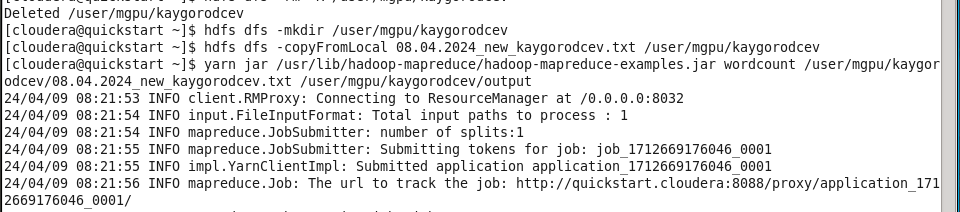 Deleted /user/mgpu/kaygorodcev
[cloudera@quickstart ~]$ hdfs dfs -mkdir /user/mgpu/kaygorodcev
[cloudera@quickstart ~]$ hdfs dfs -copyFromLocal 08.04.2024_new_kaygorodcev.txt /user/mgpu/kaygorodcev
[cloudera@quickstart ~]$ yarn jar /usr/lib/hadoop-mapreduce/hadoop-mapreduce-examples.jar wordcount /user/mgpu/kaygor
odcev/08.04.2024_new_kaygorodcev.txt /user/mgpu/kaygorodcev/output
24/04/09 08:21:53 INFO client.RMProxy: Connecting to ResourceManager at /0.0.0.0:8032
24/04/09 08:21:54 INFO input.FileInputFormat: Total input paths to process : 1
24/04/09 08:21:54 INFO mapreduce.JobSubmitter: number of splits:1
24/04/09 08:21:55 INFO mapreduce.JobSubmitter: Submitting tokens for job: job_1712669176046_0001
24/04/09 08:21:55 INFO impl.YarnClientImpl: Submitted application application_1712669176046_0001
24/04/09 08:21:56 INFO mapreduce.Job: The url to track the job: http://quickstart.cloudera:8088/proxy/application_171
2669176046_0001/